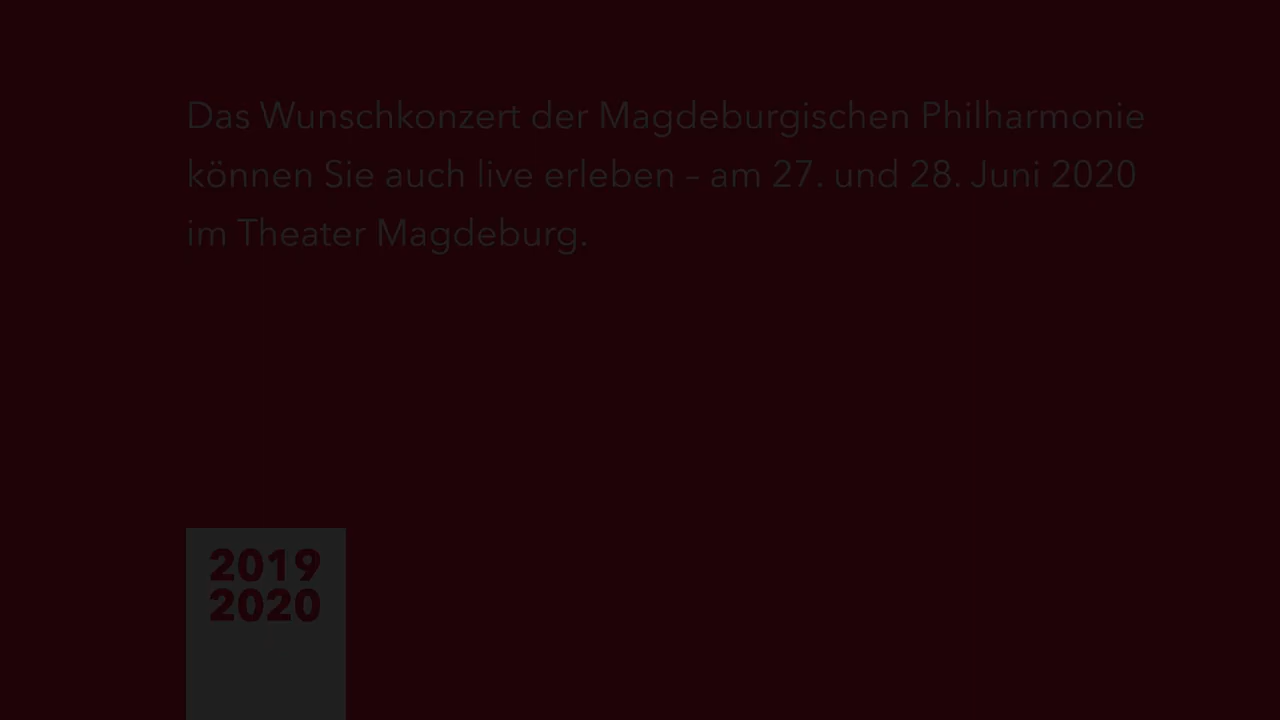 Das Wunschkonzert der Magdeburgischen Philharmonie
können Sie auch live erleben – am 27. und 28. Juni 2020
im Theater Magdeburg.
2019
2020